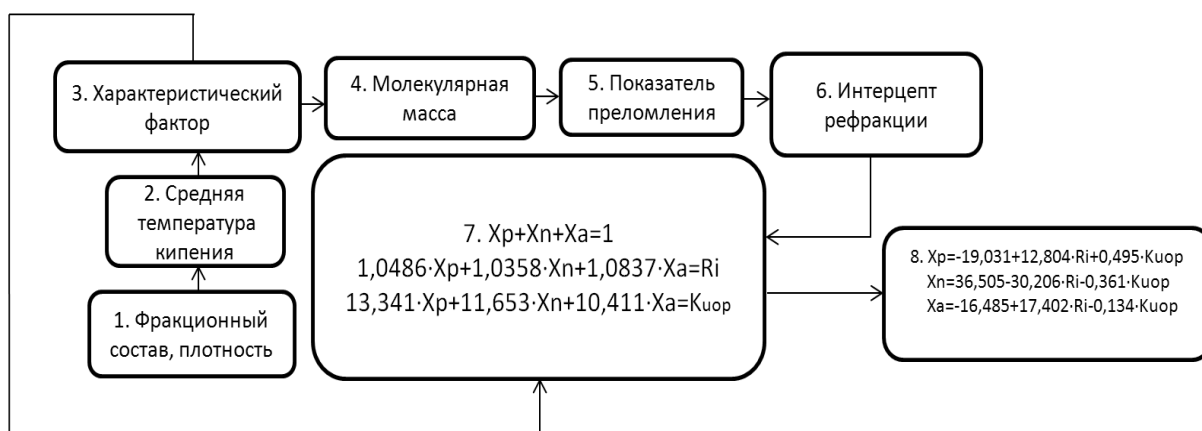 3. Характеристический
фактор
4. Молекулярная
масса
5. Показатель
преломления
6. Интерцепт
рефракции
2. Средняя
температура
кипения
1. Фракционный
состав, плотность
7. Xp+Xn+Xa=1
1,0486·Xp+1,0358·Xn+1,0837·Xa=Ri
13,341·Xp+11,653·Xn+10,411·Xa=Kuop
8. Xp=-19,031+12,804·Ri+0,495·Kuop
Xn=36,505-30,206·Ri-0,361·Kuop
Xa=-16,485+17,402·Ri-0,134·Kuop